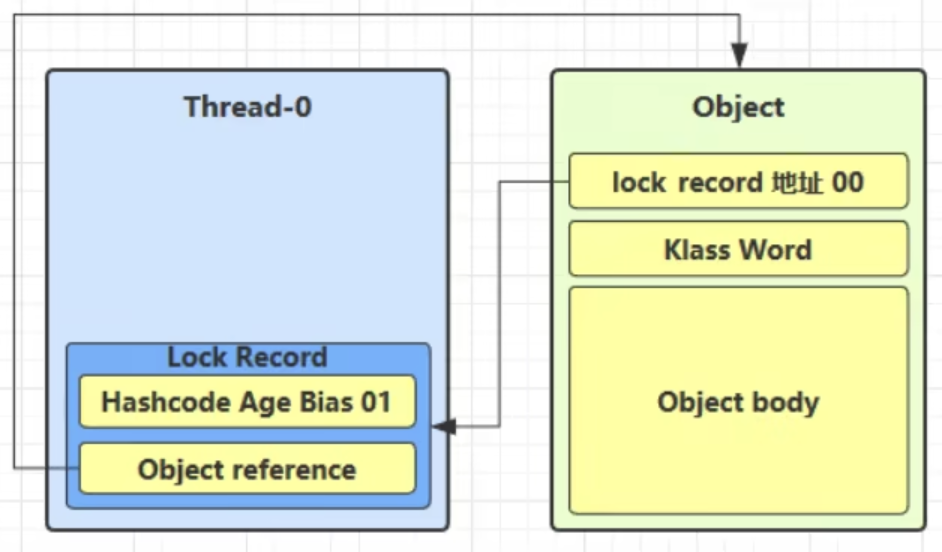 Thread-0
Lock Record
Hashcode Age Bias 01
Object reference
Object
lock record 地址 00
Klass Word
Object body